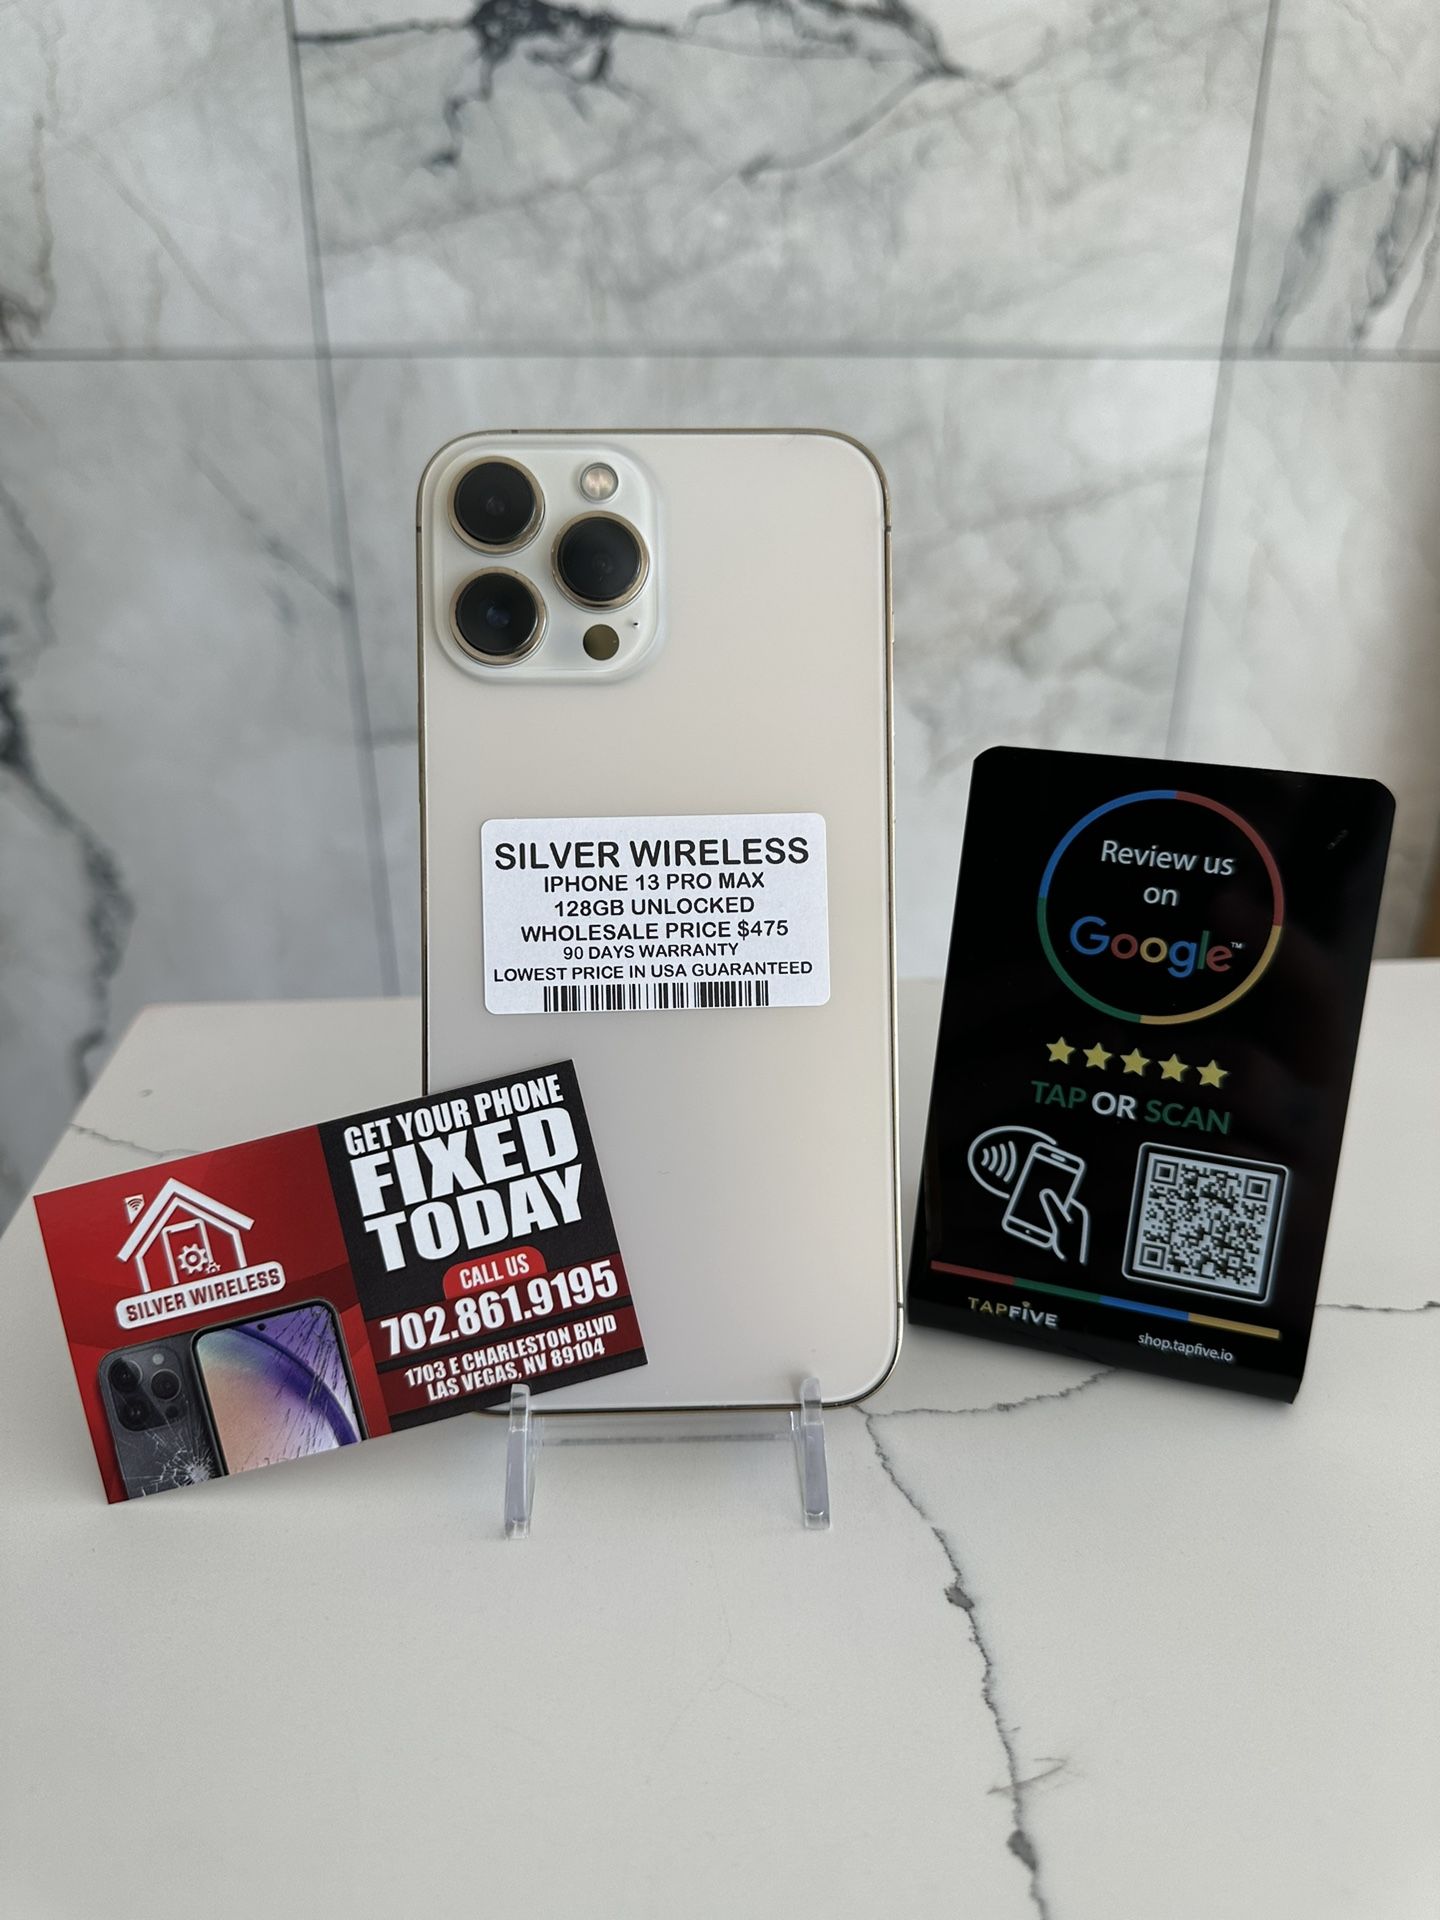 SILVER WIRELESS
IPHONE 13 PRO MAX
128GB UNLOCKED
WHOLESALE PRICE $475
90 DAYS WARRANTY
LOWEST PRICE IN USA GUARANTEED
SILVER WIRELESS
GET YOUR PHONE
FIXED
TODAY
CALL US
702.861.9195
1703 E CHARLESTON BLVD
LAS VEGAS, NV 89104
Review us
on
Google™
TAP OR SCAN
TAPFIVE
shop.tapfive.io